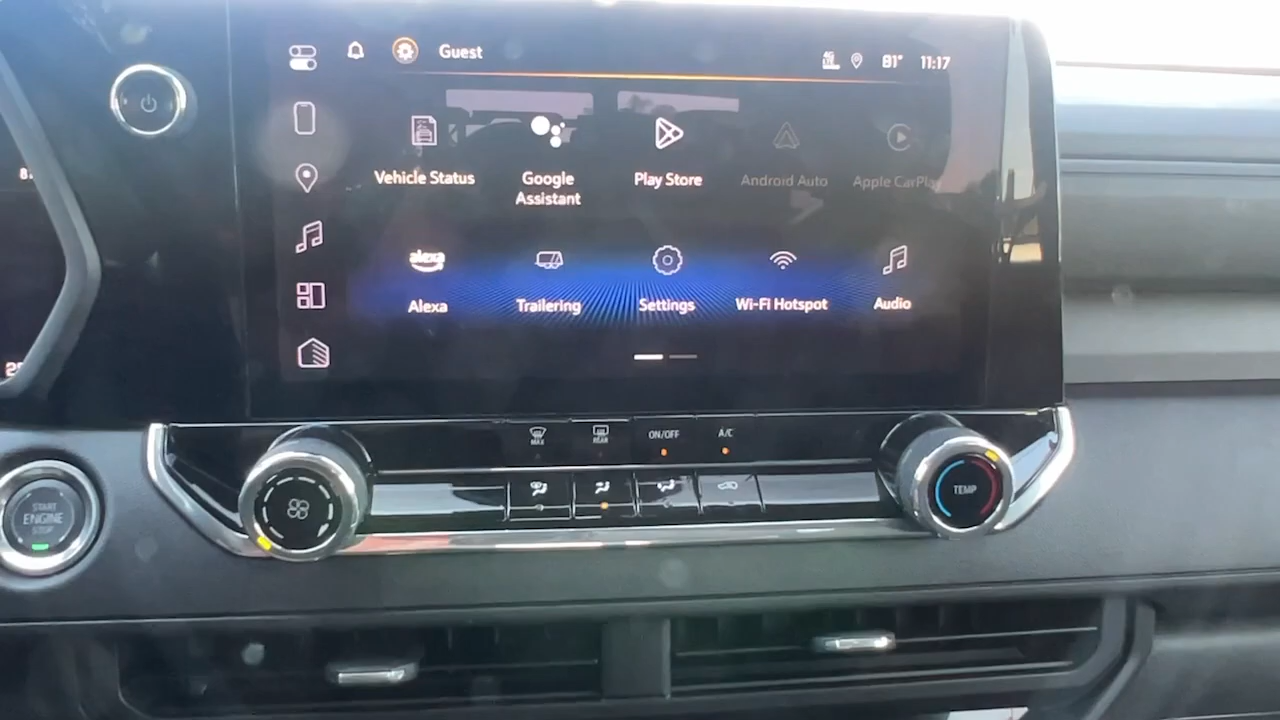 Guest
4G
81° 11:17
Vehicle Status
Google
Assistant
Play Store
Android Auto
Apple CarPlay
alexa
Alexa
Trailering
Settings
Wi-Fi Hotspot
Audio
MAX
REAR
ON/OFF
A/C
START
ENGINE
STOP
TEMP